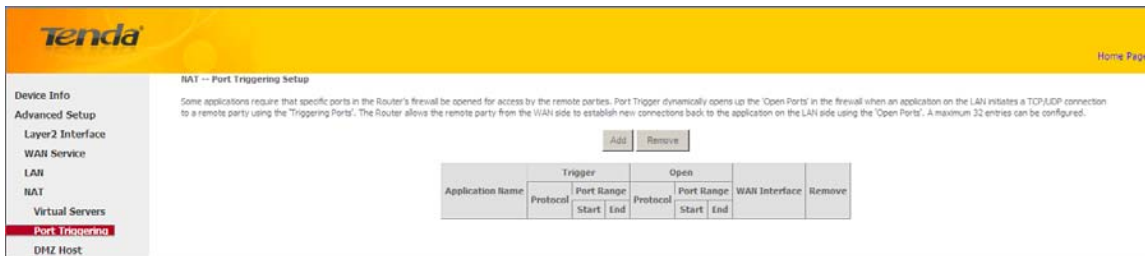 Tenda
Home Page
Device Info
Advanced Setup
Layer2 Interface
WAN Service
LAN
NAT
Virtual Servers
Port Triggering
DMZ Host
NAT -- Port Triggering Setup
Some applications require that specific ports in the Router's firewall be opened for access by the remote parties. Port Trigger dynamically opens up the 'Open Ports' in the firewall when an application on the LAN initiates a TCP/UDP connection
to a remote party using the 'Triggering Ports'. The Router allows the remote party from the WAN side to establish new connections back to the application on the LAN side using the 'Open Ports'. A maximum 32 entries can be configured.
Add Remove
Application Name Trigger Open WAN Interface Remove
Protocol Port Range Protocol Port Range
Start End Start End